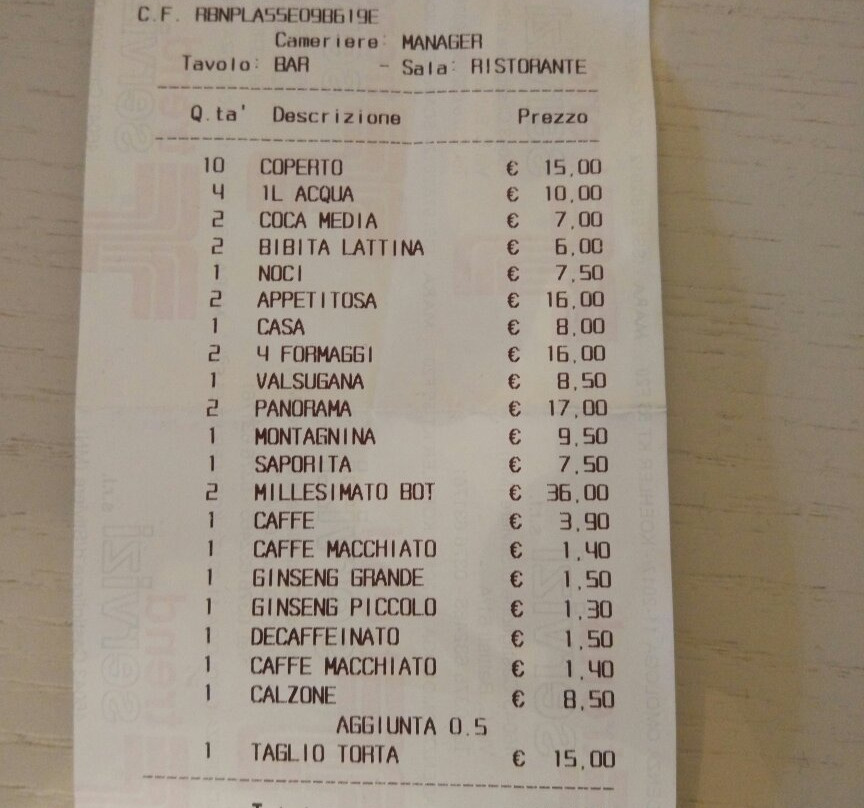 C.F. RBNPLA55E09B619E
Cameriere: MANAGER
Tavolo: BAR - Sala: RISTORANTE
Q.ta' Descrizione Prezzo
10 COPERTO € 15,00
4 1L ACQUA € 10,00
2 COCA MEDIA € 7,00
2 BIBITA LATTINA € 6,00
1 NOCI € 7,50
2 APPETITOSA € 16,00
1 CASA € 8,00
2 4 FORMAGGI € 16,00
1 VALSUGANA € 8,50
2 PANORAMA € 17,00
1 MONTAGNINA € 9,50
1 SAPORITA € 7,50
2 MILLESIMATO BOT € 36,00
1 CAFFE € 3,90
1 CAFFE MACCHIATO € 1,40
1 GINSENG GRANDE € 1,50
1 GINSENG PICCOLO € 1,30
1 DECAFFEINATO € 1,50
1 CAFFE MACCHIATO € 1,40
1 CALZONE € 8,50
AGGIUNTA 0.5
1 TAGLIO TORTA € 15,00